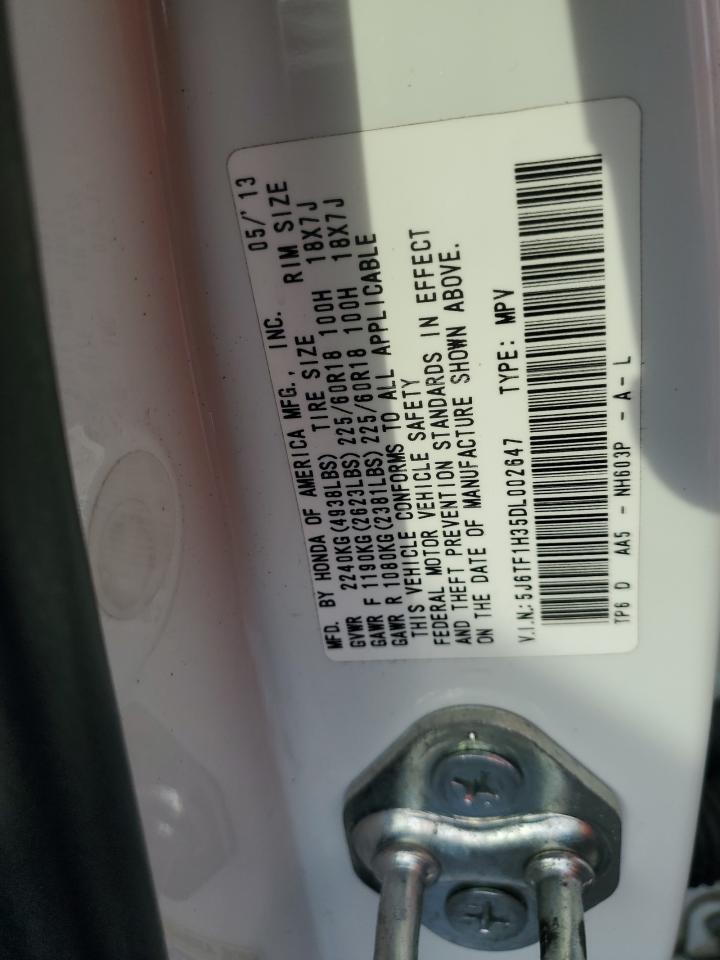 MFD. BY HONDA OF AMERICA MFG., INC. 05/'13
GVWR 2240KG(4938LBS) TIRE SIZE RIM SIZE
GAWR F 1190KG(2623LBS) 225/60R18 100H 18X7J
GAWR R 1080KG(2381LBS) 225/60R18 100H 18X7J
THIS VEHICLE CONFORMS TO ALL APPLICABLE
FEDERAL MOTOR VEHICLE SAFETY
AND THEFT PREVENTION STANDARDS IN EFFECT
ON THE DATE OF MANUFACTURE SHOWN ABOVE.
V.I.N.: 5J6TF1H35DL002647 TYPE: MPV
TP6 D AA5 - NH603P - A - L